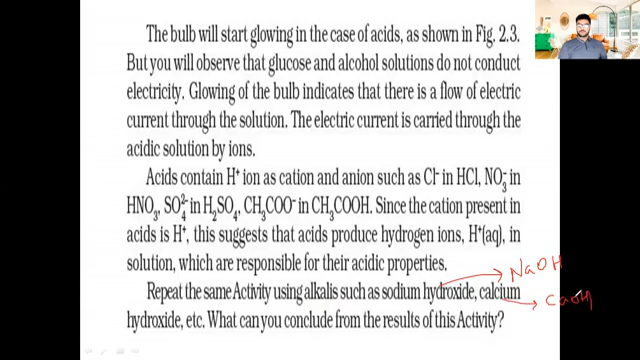 The bulb will start glowing in the case of acids, as shown in Fig. 2.3.
But you will observe that glucose and alcohol solutions do not conduct
electricity. Glowing of the bulb indicates that there is a flow of electric
current through the solution. The electric current is carried through the
acidic solution by ions.
Acids contain H⁺ ion as cation and anion such as Cl⁻ in HCl, NO₃⁻ in
HNO₃, SO₄²⁻ in H₂SO₄, CH₃COO⁻ in CH₃COOH. Since the cation present
in acids is H⁺, this suggests that acids produce hydrogen ions, H⁺(aq), in
solution, which are responsible for their acidic properties.
NaOH
Repeat the same Activity using alkalis such as sodium hydroxide, calcium
CaOH
hydroxide, etc. What can you conclude from the results of this Activity?